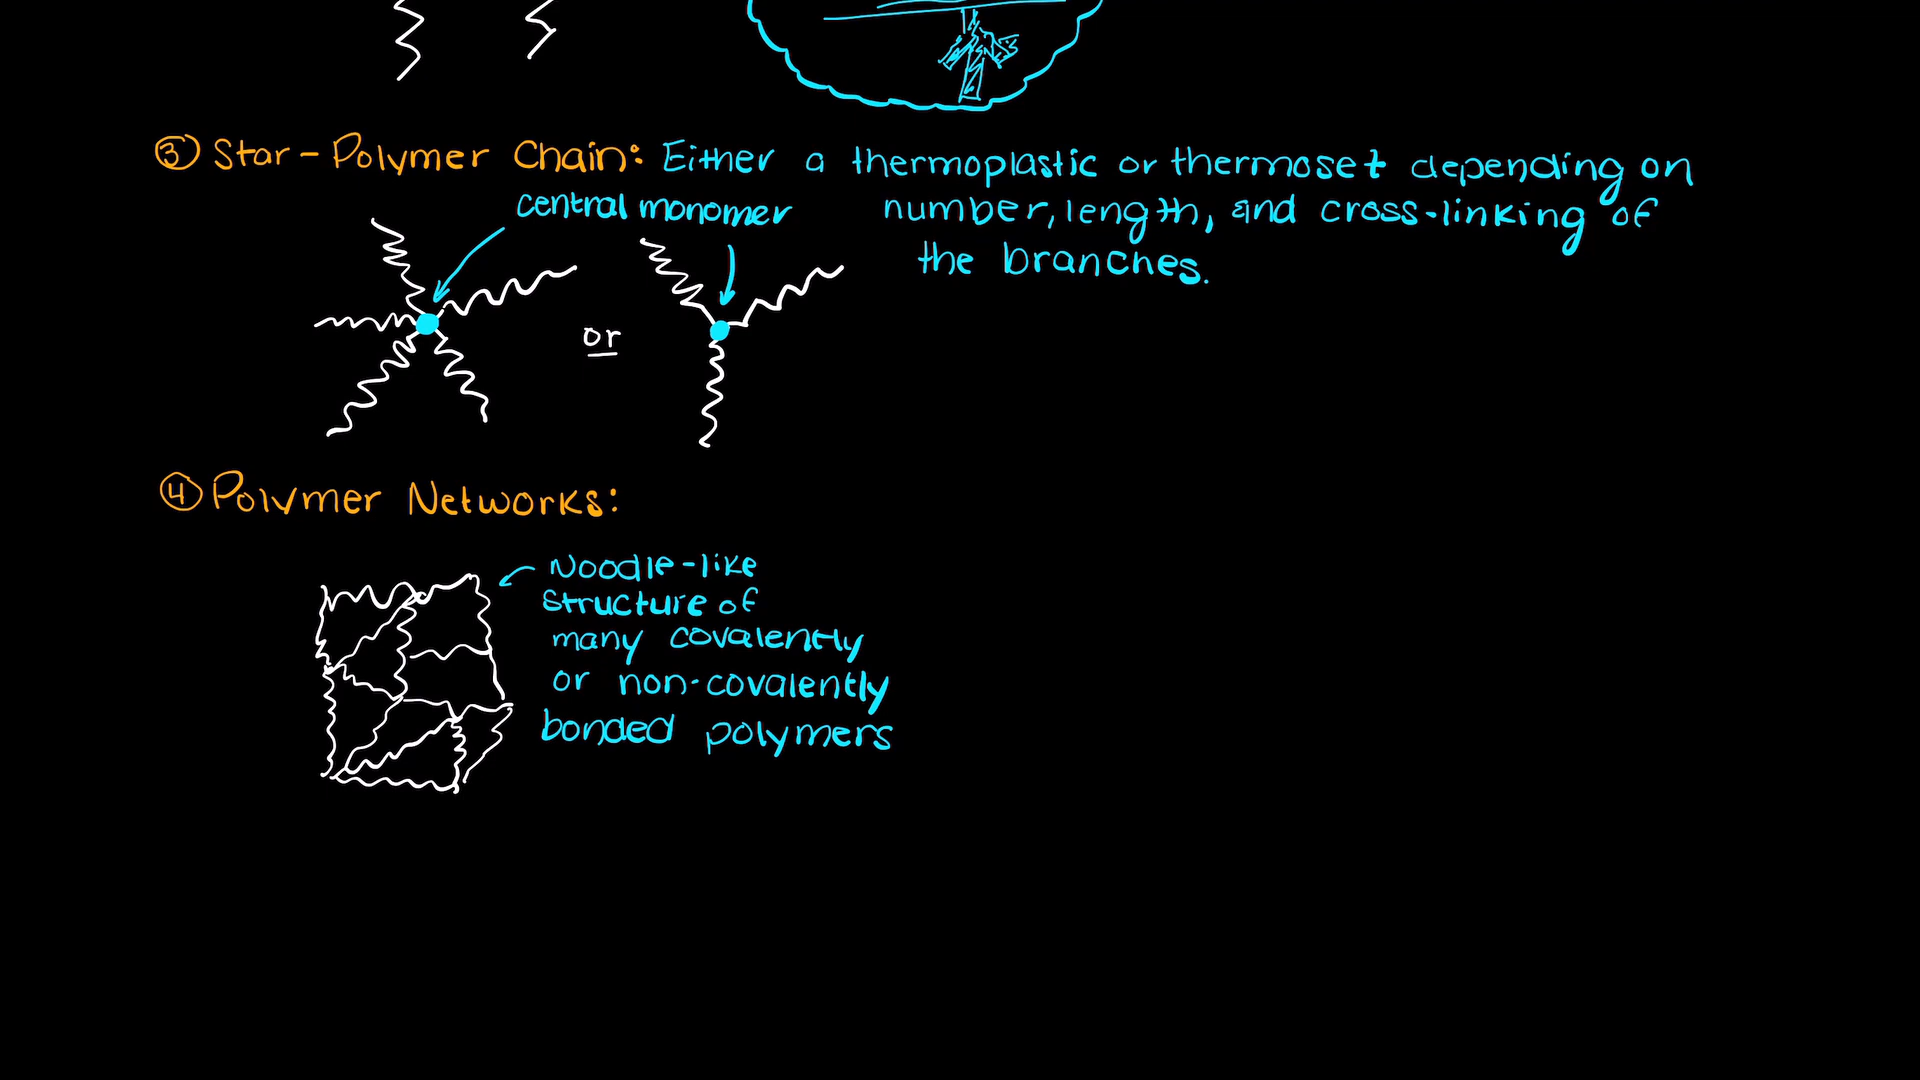 ③ Star-Polymer Chain: Either a thermoplastic or thermoset depending on
central monomer
number, length, and cross-linking of
the branches.
or
④ Polymer Networks:
Noodle-like
structure of
many covalently
or non-covalently
bonded polymers